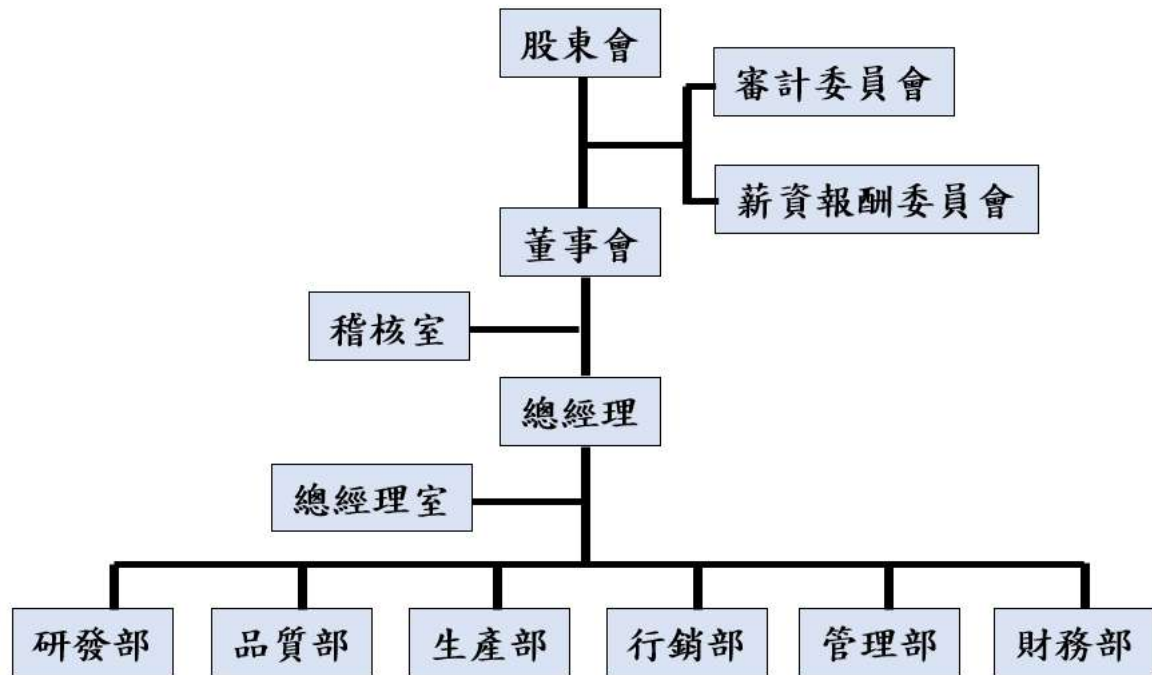 股東會
審計委員會
薪資報酬委員會
董事會
稽核室
總經理
總經理室
研發部
品質部
生產部
行銷部
管理部
財務部